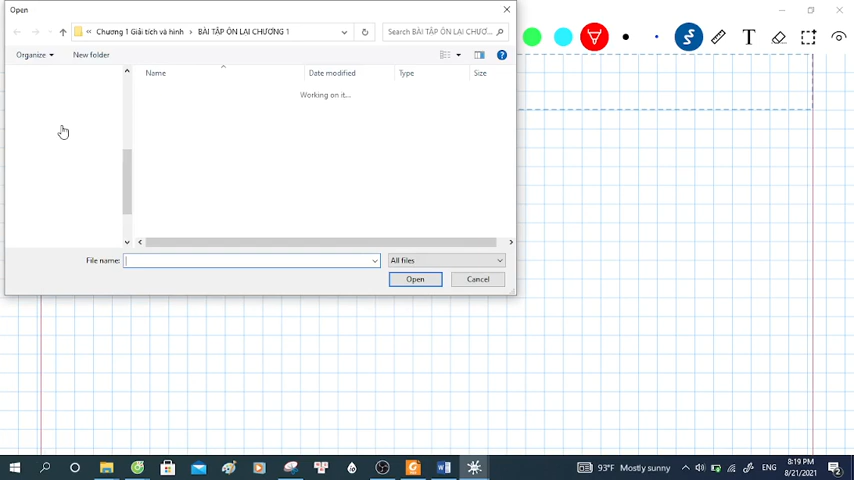 Open
« Chương 1 Giải tích và hình › BÀI TẬP ÔN LẠI CHƯƠNG 1
Search BÀI TẬP ÔN LẠI CHƯƠ...
Organize
New folder
Name
Date modified
Type
Size
Working on it...
File name:
All files
Open
Cancel
T
93°F Mostly sunny
ENG
8:19 PM
8/21/2021
2